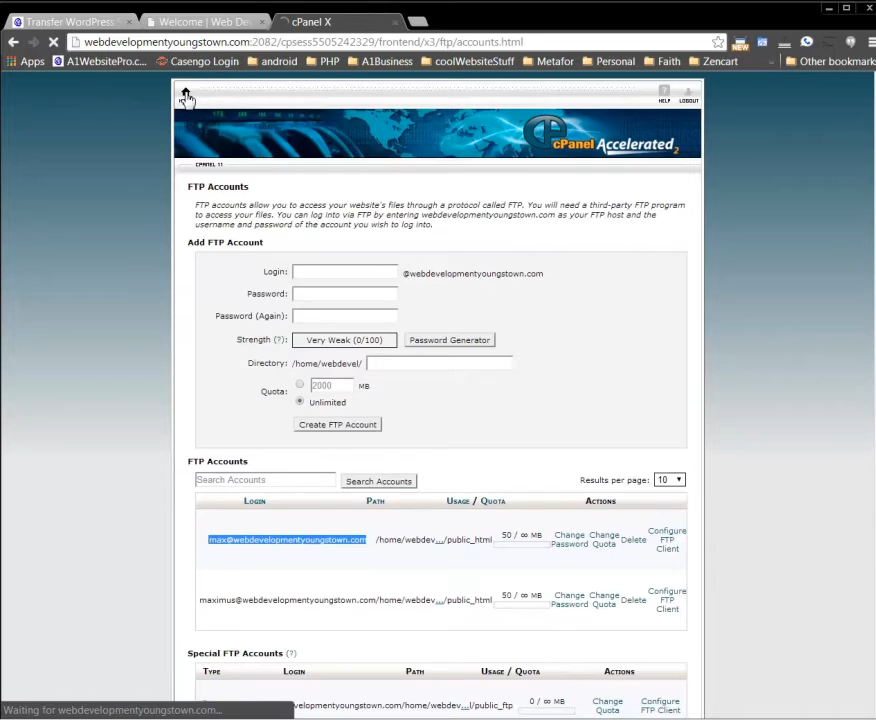 Transfer WordPress
Welcome | Web De
cPanel X
webdevelopmentyoungstown.com:2082/cpsess5505242329/frontend/x3/ftp/accounts.html
NEW
Apps A1WebsitePro.c... Casengo Login android PHP A1Business coolWebsiteStuff Metafor Personal Faith Zencart Other bookmark
HELP LOGOUT
cPanel Accelerated 2
CPANEL 11
FTP Accounts
FTP accounts allow you to access your website's files through a protocol called FTP. You will need a third-party FTP program
to access your files. You can log into via FTP by entering webdevelopmentyoungstown.com as your FTP host and the
username and password of the account you wish to log into.
Add FTP Account
Login: @webdevelopmentyoungstown.com
Password:
Password (Again):
Strength (?): Very Weak (0/100) Password Generator
Directory: /home/webdevel/
Quota: 2000 MB
Unlimited
Create FTP Account
FTP Accounts
Search Accounts Search Accounts Results per page: 10
LOGIN PATH USAGE / QUOTA ACTIONS
max@webdevelopmentyoungstown.com /home/webdev.../public_html 50 / ∞ MB Change Password Change Quota Delete Configure FTP Client
maximus@webdevelopmentyoungstown.com /home/webdev.../public_html 50 / ∞ MB Change Password Change Quota Delete Configure FTP Client
Special FTP Accounts (?)
TYPE LOGIN PATH USAGE / QUOTA ACTIONS
elopmentyoungstown.com /home/webdev...l/public_ftp 0 / ∞ MB Change Quota Configure FTP Client
Waiting for webdevelopmentyoungstown.com...